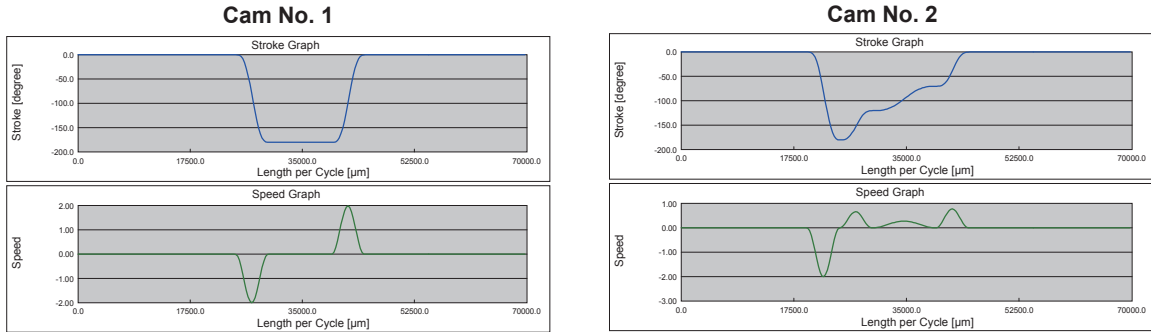 Cam No. 1
Stroke Graph
Stroke [degree]
0.0
-50.0
-100.0
-150.0
-200.0
0.0 17500.0 35000.0 52500.0 70000.0
Length per Cycle [µm]
Speed Graph
Speed
2.00
1.00
0.00
-1.00
-2.00
0.0 17500.0 35000.0 52500.0 70000.0
Length per Cycle [µm]
Cam No. 2
Stroke Graph
Stroke [degree]
0.0
-50.0
-100.0
-150.0
-200.0
0.0 17500.0 35000.0 52500.0 70000.0
Length per Cycle [µm]
Speed Graph
Speed
1.00
0.00
-1.00
-2.00
-3.00
0.0 17500.0 35000.0 52500.0 70000.0
Length per Cycle [µm]